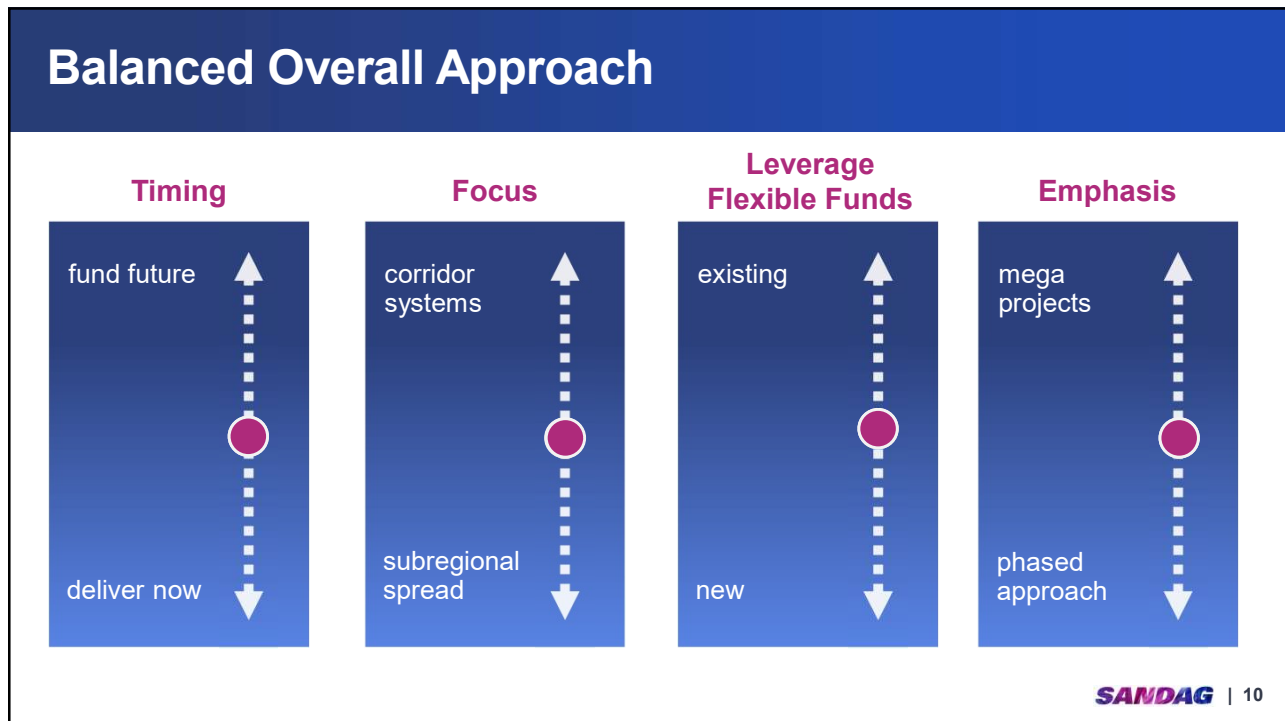 Balanced Overall Approach
Timing
fund future
deliver now
Focus
corridor
systems
subregional
spread
Leverage
Flexible Funds
existing
new
Emphasis
mega
projects
phased
approach
SANDAG | 10